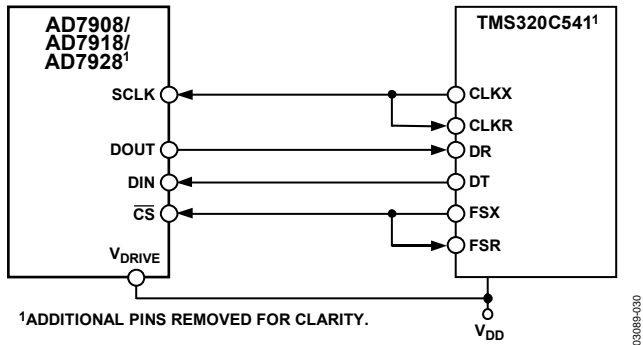 AD7908/
AD7918/
AD7928¹
TMS320C541¹
SCLK
CLKX
CLKR
DOUT
DR
DIN
DT
C̅S̅
FSX
FSR
VDRIVE
¹ADDITIONAL PINS REMOVED FOR CLARITY.
VDD
03089-030